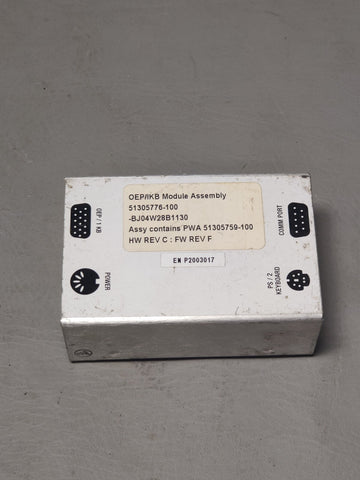 OEP/IKB Module Assembly
51305776-100
-BJ04W28B1130
Assy contains PWA 51305759-100
HW REV C : FW REV F
EN P2003017
OEP / 1 KB
POWER
COMM PORT
PS / 2
KEYBOARD